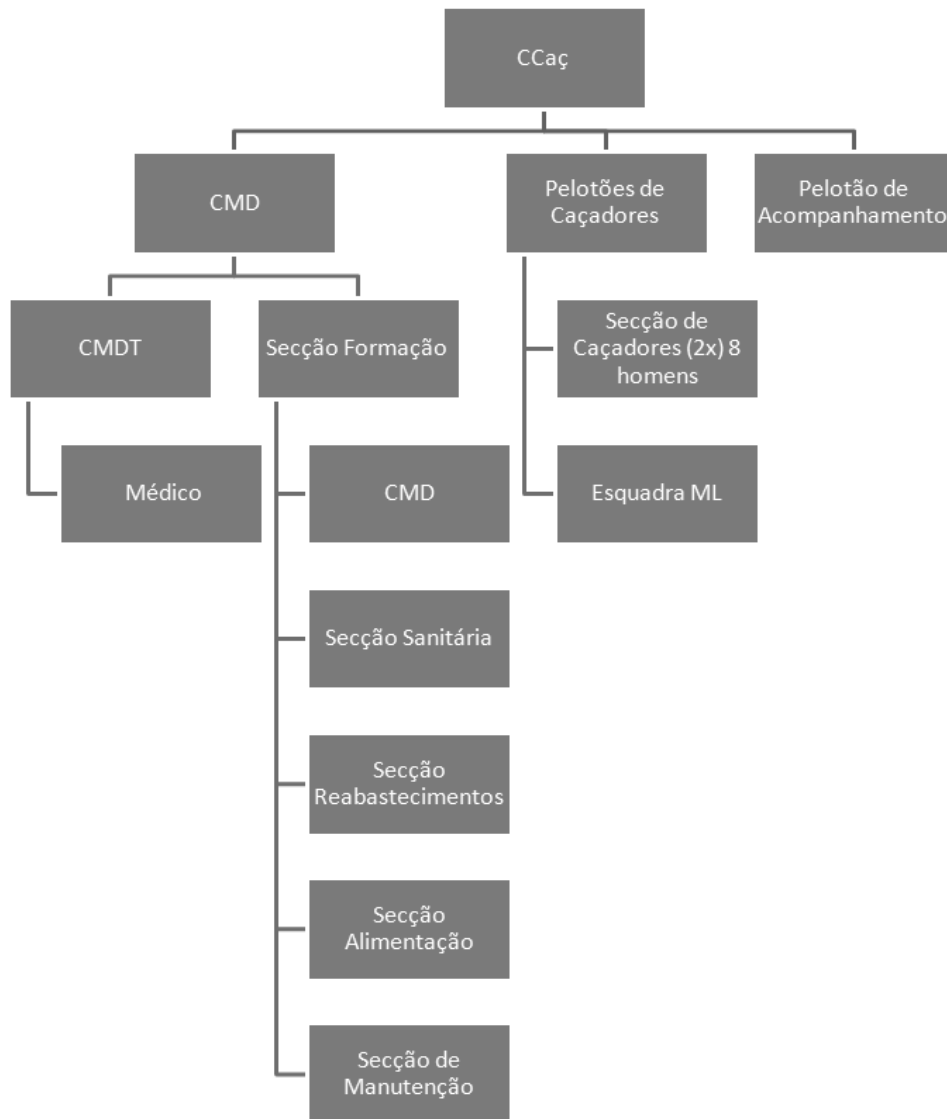 CCaç
CMD
Pelotões de
Caçadores
Pelotão de
Acompanhamento
CMDT
Secção Formação
Secção de
Caçadores (2x) 8
homens
Médico
CMD
Esquadra ML
Secção Sanitária
Secção
Reabastecimentos
Secção
Alimentação
Secção de
Manutenção